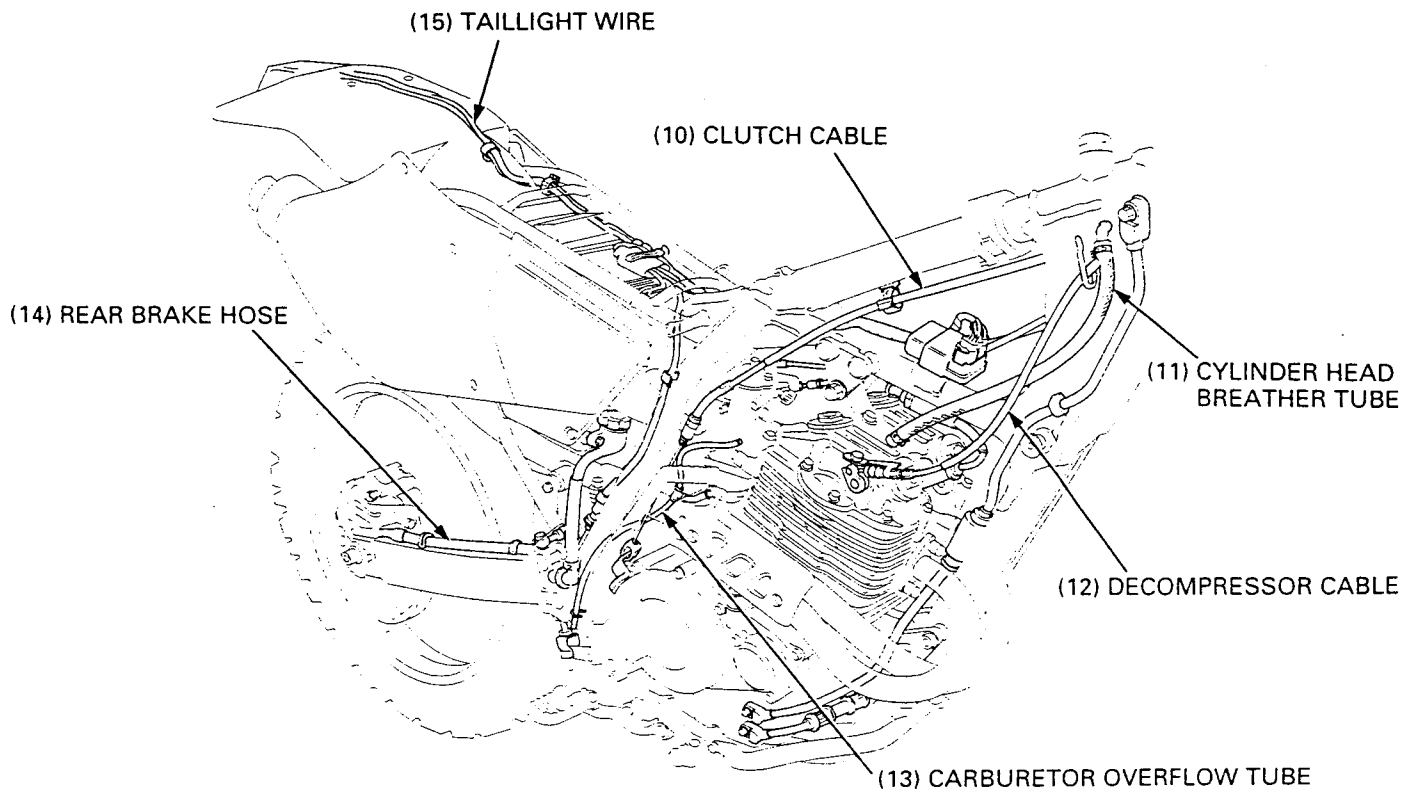 (15) TAILLIGHT WIRE
(10) CLUTCH CABLE
(14) REAR BRAKE HOSE
(11) CYLINDER HEAD
BREATHER TUBE
(12) DECOMPRESSOR CABLE
(13) CARBURETOR OVERFLOW TUBE